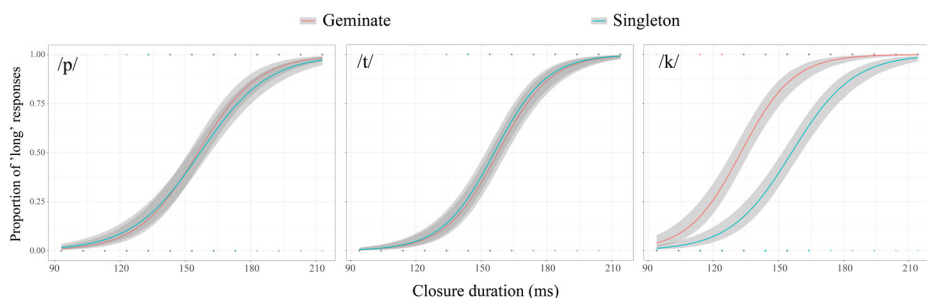 Geminate Singleton
/p/ /t/ /k/
Proportion of 'long' responses
1.00
0.75
0.50
0.25
0.00
90 120 150 180 210 90 120 150 180 210 90 120 150 180 210
Closure duration (ms)